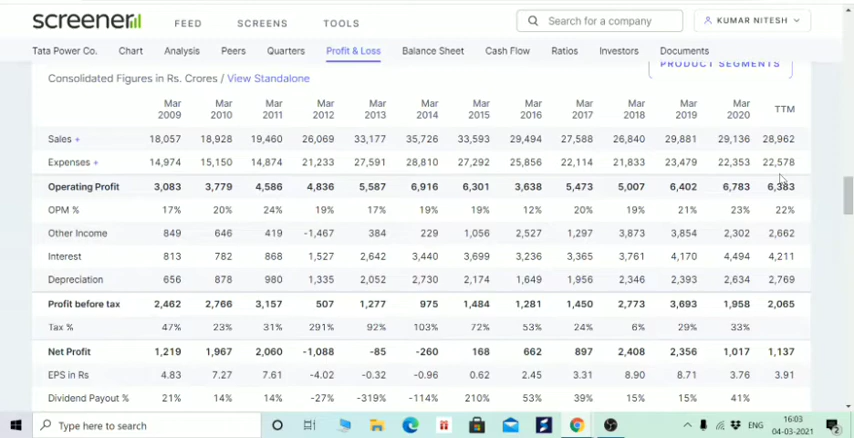 screener
FEED SCREENS TOOLS
Search for a company
KUMAR NITESH
Tata Power Co. Chart Analysis Peers Quarters Profit & Loss Balance Sheet Cash Flow Ratios Investors Documents
PRODUCT SEGMENTS
Consolidated Figures in Rs. Crores / View Standalone
Mar 2009 Mar 2010 Mar 2011 Mar 2012 Mar 2013 Mar 2014 Mar 2015 Mar 2016 Mar 2017 Mar 2018 Mar 2019 Mar 2020 TTM
Sales + 18,057 18,928 19,460 26,069 33,177 35,726 33,593 29,494 27,588 26,840 29,881 29,136 28,962
Expenses + 14,974 15,150 14,874 21,233 27,591 28,810 27,292 25,856 22,114 21,833 23,479 22,353 22,578
Operating Profit 3,083 3,779 4,586 4,836 5,587 6,916 6,301 3,638 5,473 5,007 6,402 6,783 6,383
OPM % 17% 20% 24% 19% 17% 19% 19% 12% 20% 19% 21% 23% 22%
Other Income 849 646 419 -1,467 384 229 1,056 2,527 1,297 3,873 3,854 2,302 2,662
Interest 813 782 868 1,527 2,642 3,440 3,699 3,236 3,365 3,761 4,170 4,494 4,211
Depreciation 656 878 980 1,335 2,052 2,730 2,174 1,649 1,956 2,346 2,393 2,634 2,769
Profit before tax 2,462 2,766 3,157 507 1,277 975 1,484 1,281 1,450 2,773 3,693 1,958 2,065
Tax % 47% 23% 31% 291% 92% 103% 72% 53% 24% 6% 29% 33%
Net Profit 1,219 1,967 2,060 -1,088 -85 -260 168 662 897 2,408 2,356 1,017 1,137
EPS in Rs 4.83 7.27 7.61 -4.02 -0.32 -0.96 0.62 2.45 3.31 8.90 8.71 3.76 3.91
Dividend Payout % 21% 14% 14% -27% -319% -114% 210% 53% 39% 15% 15% 41%
Type here to search
ENG
16:03
04-03-2021
2